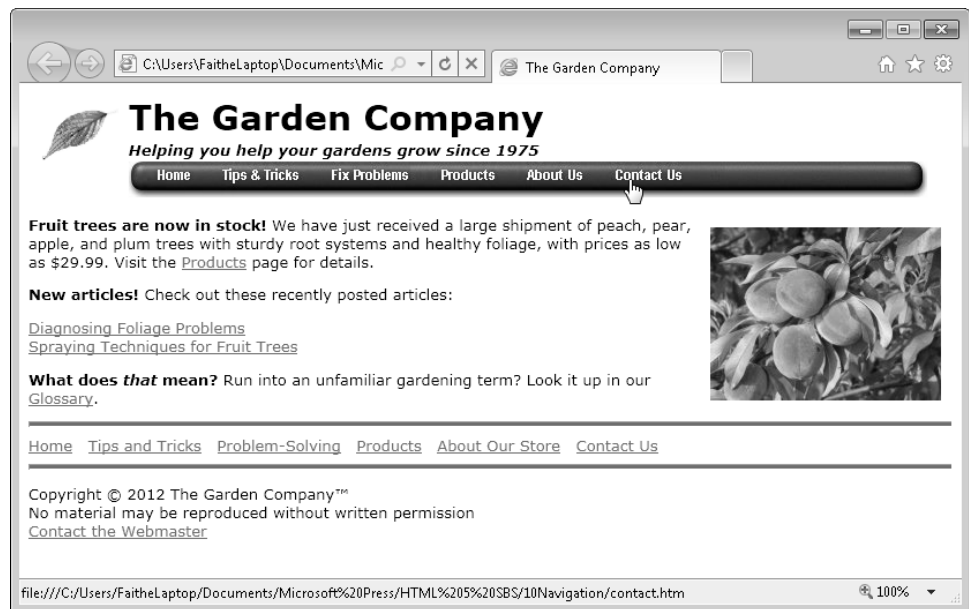 C:\Users\FaitheLaptop\Documents\Mic
The Garden Company
The Garden Company
Helping you help your gardens grow since 1975
Home Tips & Tricks Fix Problems Products About Us Contact Us
Fruit trees are now in stock! We have just received a large shipment of peach, pear,
apple, and plum trees with sturdy root systems and healthy foliage, with prices as low
as $29.99. Visit the Products page for details.
New articles! Check out these recently posted articles:
Diagnosing Foliage Problems
Spraying Techniques for Fruit Trees
What does that mean? Run into an unfamiliar gardening term? Look it up in our
Glossary.
Home Tips and Tricks Problem-Solving Products About Our Store Contact Us
Copyright © 2012 The Garden Company™
No material may be reproduced without written permission
Contact the Webmaster
file:///C:/Users/FaitheLaptop/Documents/Microsoft%20Press/HTML%205%20SBS/10Navigation/contact.htm
100%